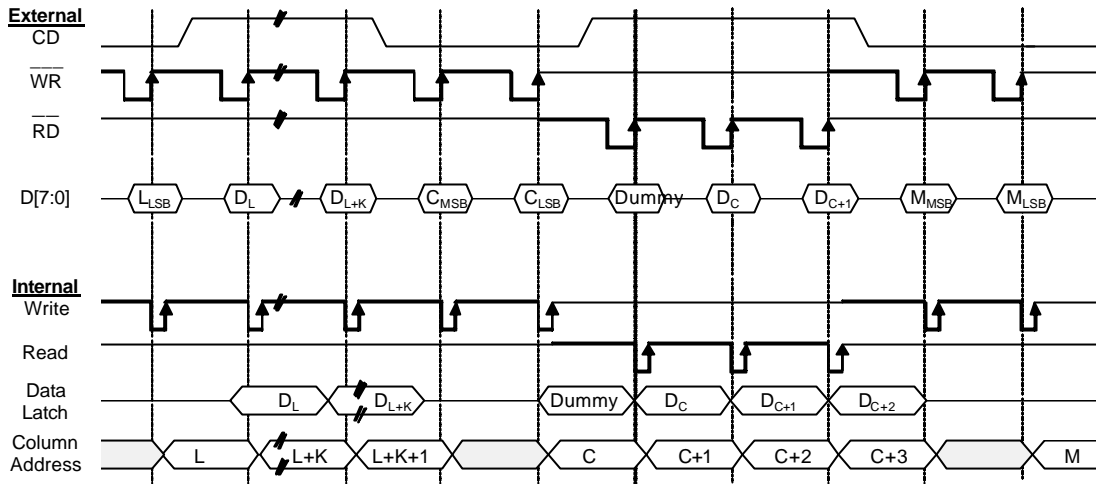 External
CD
WR
RD
D[7:0] LLSB DL DL+K CMSB CLSB Dummy DC DC+1 MMSB MLSB
Internal
Write
Read
Data Latch DL DL+K Dummy DC DC+1 DC+2
Column Address L L+K L+K+1 C C+1 C+2 C+3 M